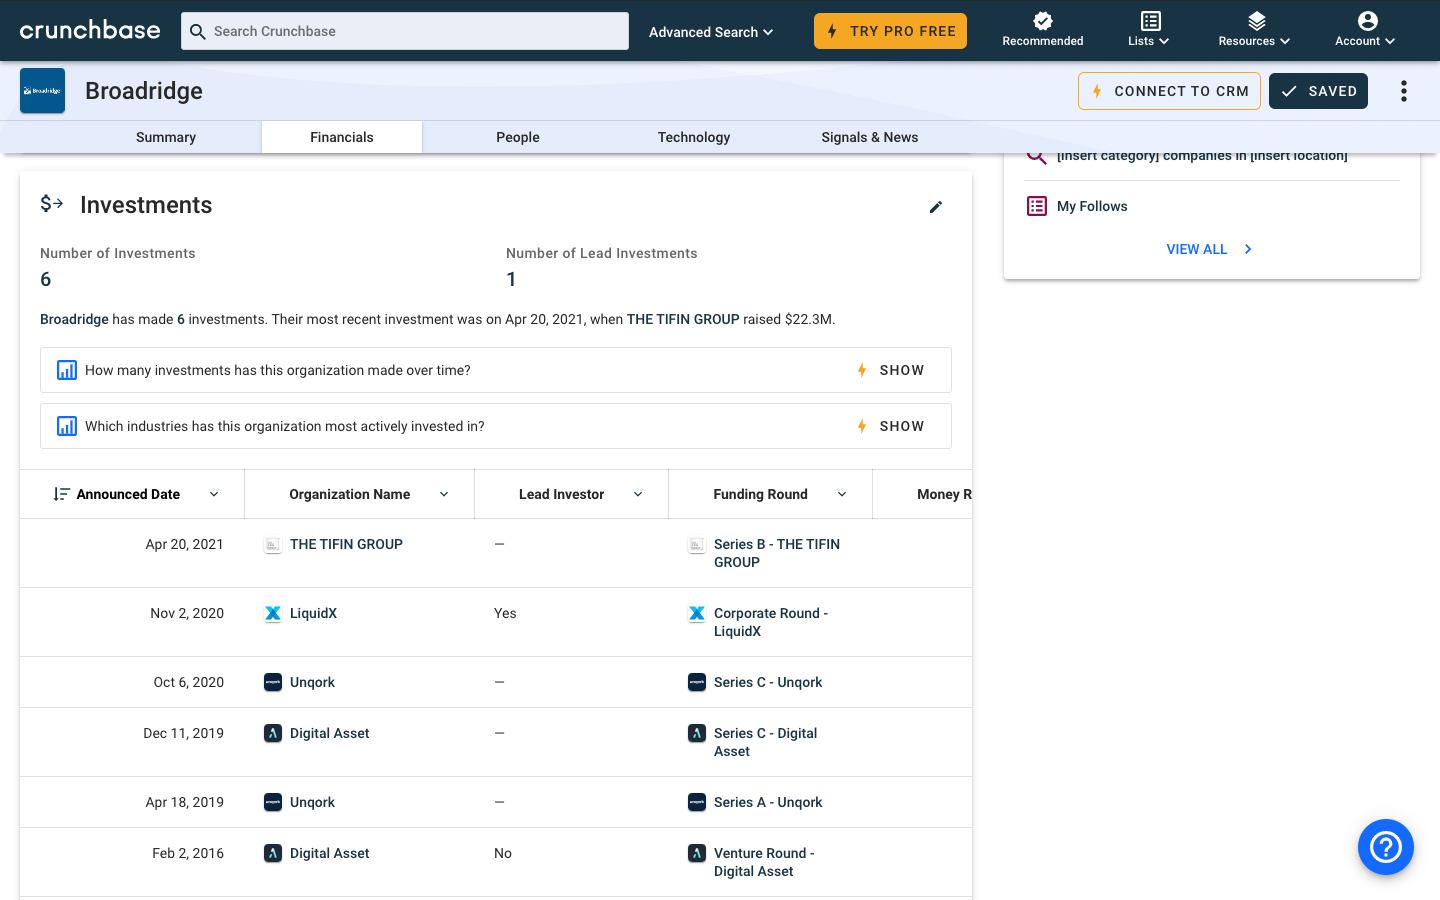 crunchbase
Search Crunchbase
Advanced Search
TRY PRO FREE
Recommended
Lists
Resources
Account
Broadridge
Broadridge
CONNECT TO CRM
SAVED
Summary
Financials
People
Technology
Signals & News
[insert category] companies in [insert location]
My Follows
VIEW ALL
$ Investments
Number of Investments
6
Number of Lead Investments
1
Broadridge has made 6 investments. Their most recent investment was on Apr 20, 2021, when THE TIFIN GROUP raised $22.3M.
How many investments has this organization made over time?
SHOW
Which industries has this organization most actively invested in?
SHOW
Announced Date
Organization Name
Lead Investor
Funding Round
Money R
Apr 20, 2021
THE TIFIN GROUP
—
Series B - THE TIFIN
GROUP
Nov 2, 2020
LiquidX
Yes
Corporate Round -
LiquidX
Oct 6, 2020
Unqork
—
Series C - Unqork
Dec 11, 2019
Digital Asset
—
Series C - Digital
Asset
Apr 18, 2019
Unqork
—
Series A - Unqork
Feb 2, 2016
Digital Asset
No
Venture Round -
Digital Asset